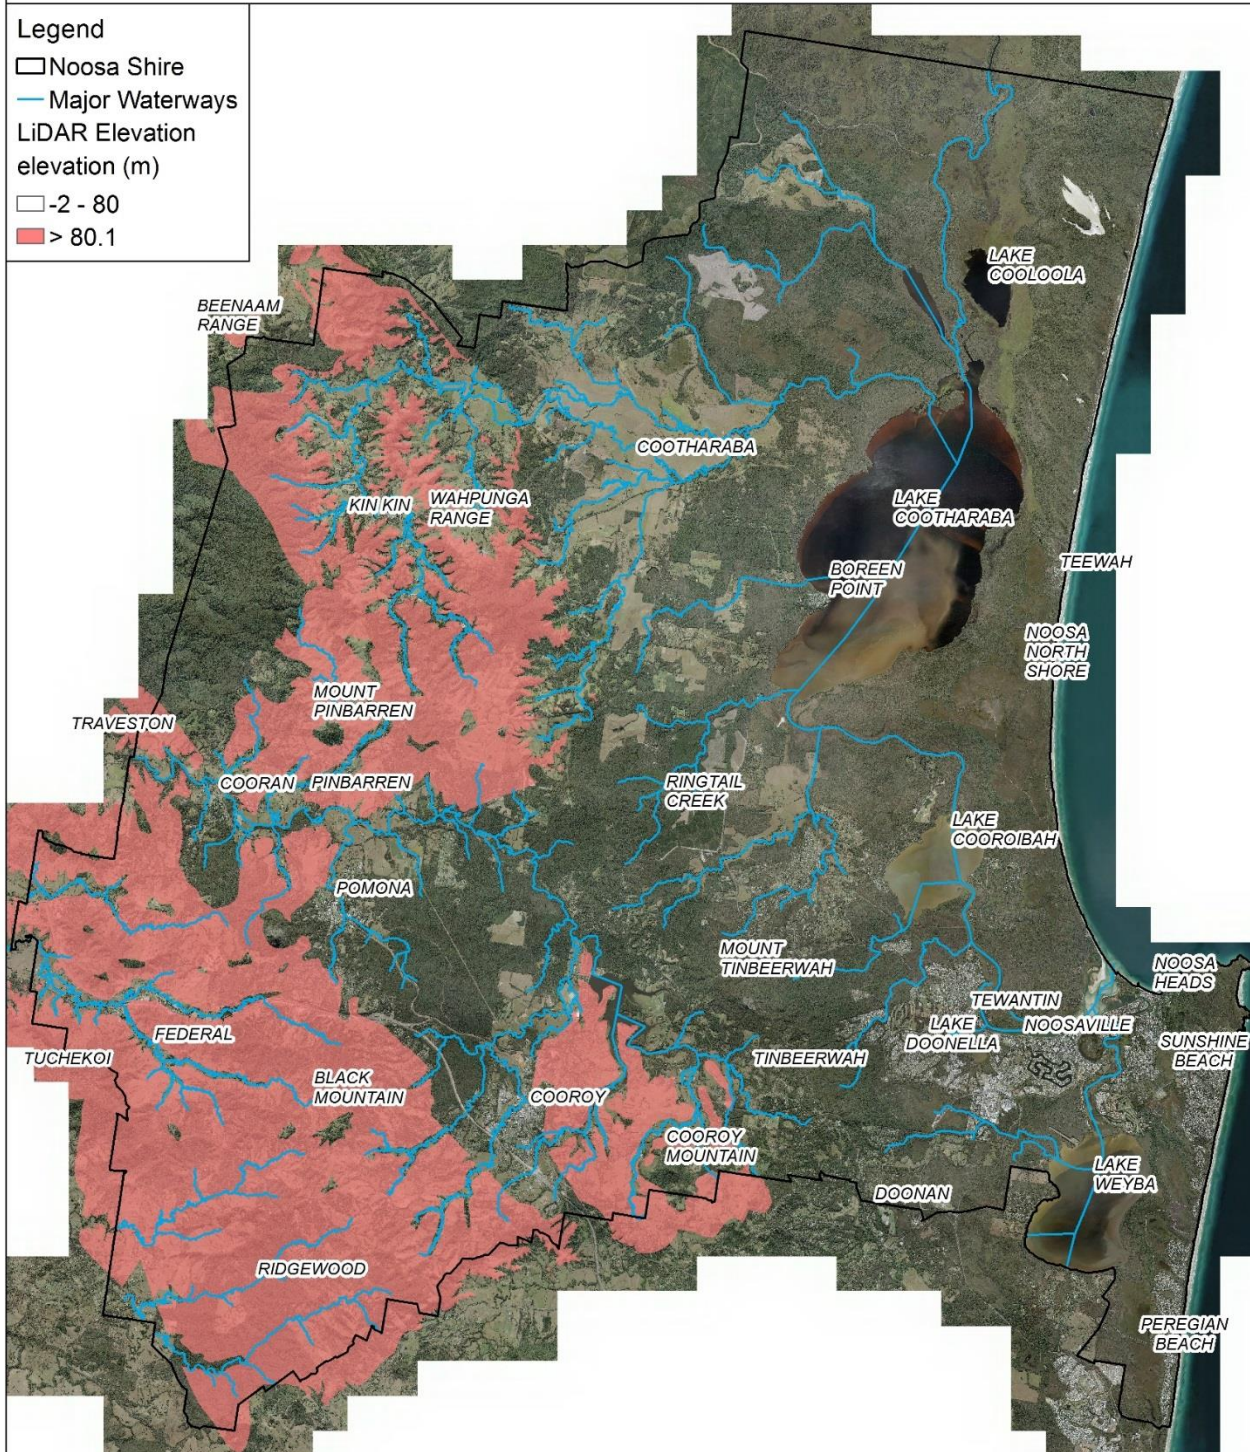 Legend
Noosa Shire
Major Waterways
LiDAR Elevation
elevation (m)
-2 - 80
> 80.1
LAKE
COOLOOLA
BEENAAM
RANGE
COOTHARABA
KIN KIN
WAHPUNGA
RANGE
LAKE
COOTHARABA
BOREEN
POINT
TEEWAH
NOOSA
NORTH
SHORE
MOUNT
PINBARREN
TRAVESTON
COORAN
PINBARREN
RINGTAIL
CREEK
LAKE
COOROIBAH
POMONA
MOUNT
TINBEERWAH
NOOSA
HEADS
TEWANTIN
LAKE
DOONELLA
NOOSAVILLE
SUNSHINE
BEACH
FEDERAL
TUCHEKOI
TINBEERWAH
BLACK
MOUNTAIN
COOROY
COOROY
MOUNTAIN
LAKE
WEYBA
DOONAN
RIDGEWOOD
PEREGIAN
BEACH